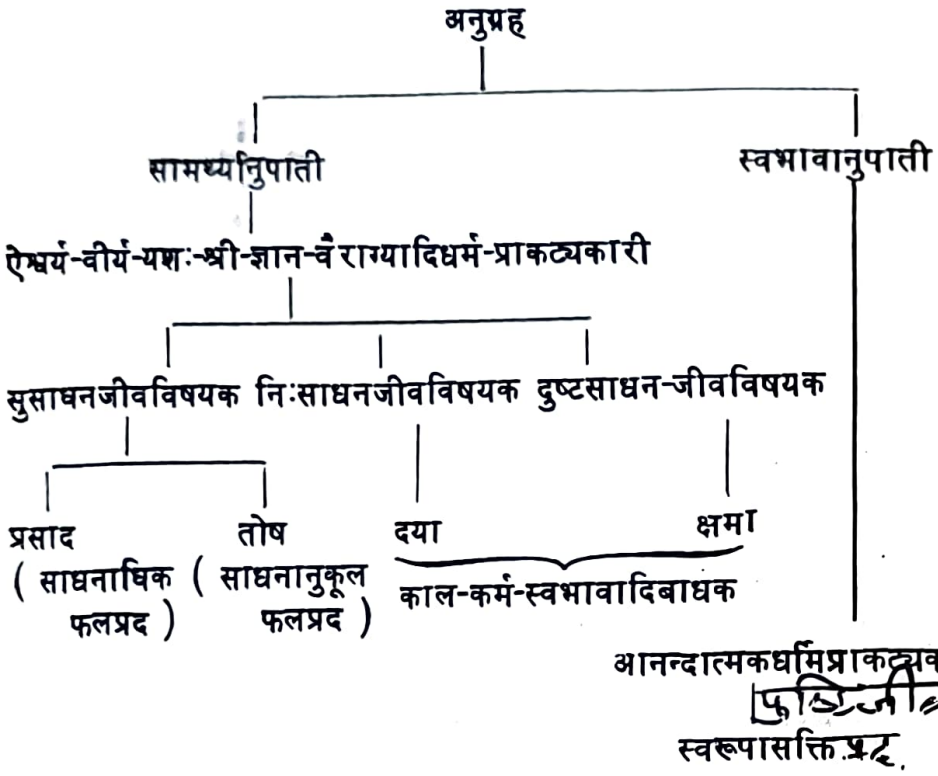 अनुग्रह
सामर्थ्यानुपाती स्वभावानुपाती
ऐश्वर्य-वीर्य-यशः-श्री-ज्ञान-वैराग्यादिधर्म-प्राकट्यकारी
सुसाधनजीवविषयक निःसाधनजीवविषयक दुष्टसाधन-जीवविषयक
प्रसाद तोष दया क्षमा
( साधनाधिक ( साधनानुकूल काल-कर्म-स्वभावादिबाधक
फलप्रद ) फलप्रद )
आनन्दात्मकधर्मिप्राकट्यक
स्वरूपासक्ति प्रद.